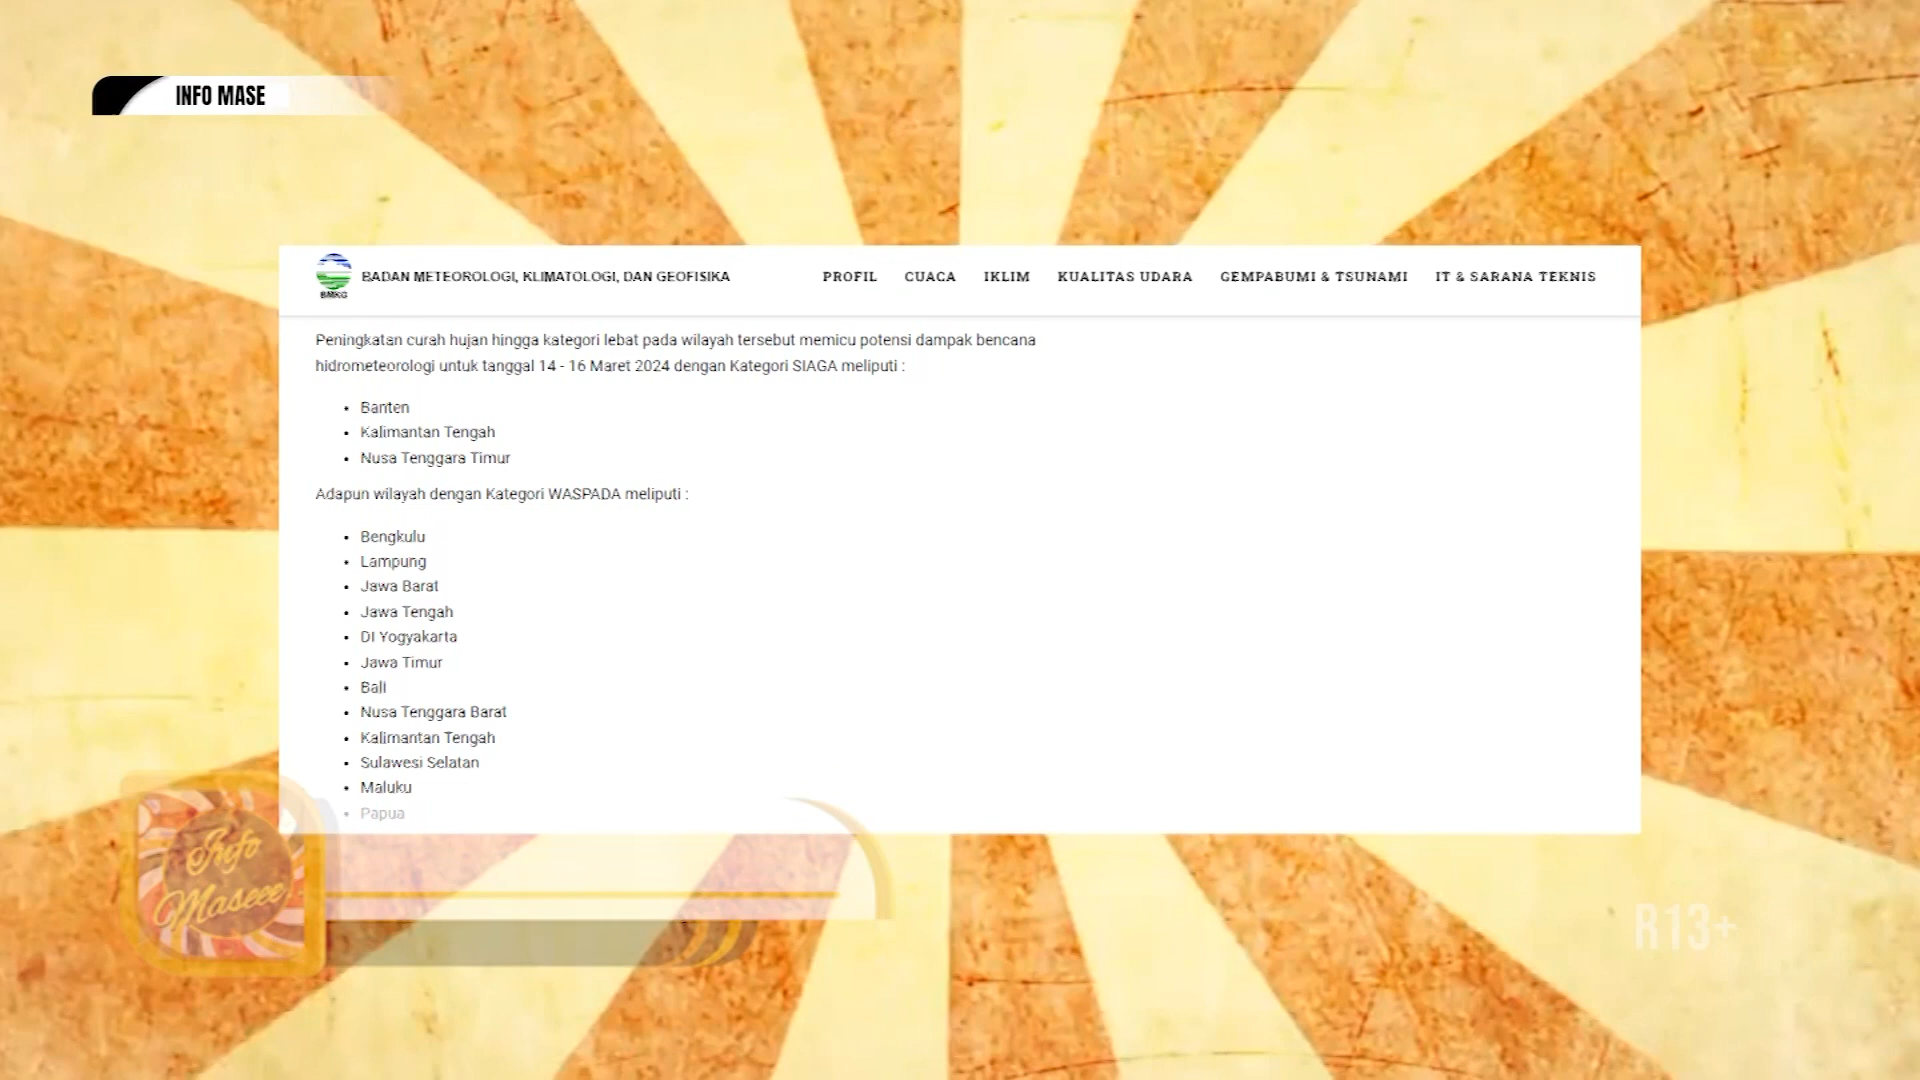 INFO MASE
BMKG
BADAN METEOROLOGI, KLIMATOLOGI, DAN GEOFISIKA
PROFIL CUACA IKLIM KUALITAS UDARA GEMPABUMI & TSUNAMI IT & SARANA TEKNIS
Peningkatan curah hujan hingga kategori lebat pada wilayah tersebut memicu potensi dampak bencana
hidrometeorologi untuk tanggal 14 - 16 Maret 2024 dengan Kategori SIAGA meliputi :
• Banten
• Kalimantan Tengah
• Nusa Tenggara Timur
Adapun wilayah dengan Kategori WASPADA meliputi :
• Bengkulu
• Lampung
• Jawa Barat
• Jawa Tengah
• DI Yogyakarta
• Jawa Timur
• Bali
• Nusa Tenggara Barat
• Kalimantan Tengah
• Sulawesi Selatan
• Maluku
• Papua
Info
Maseee
R13+